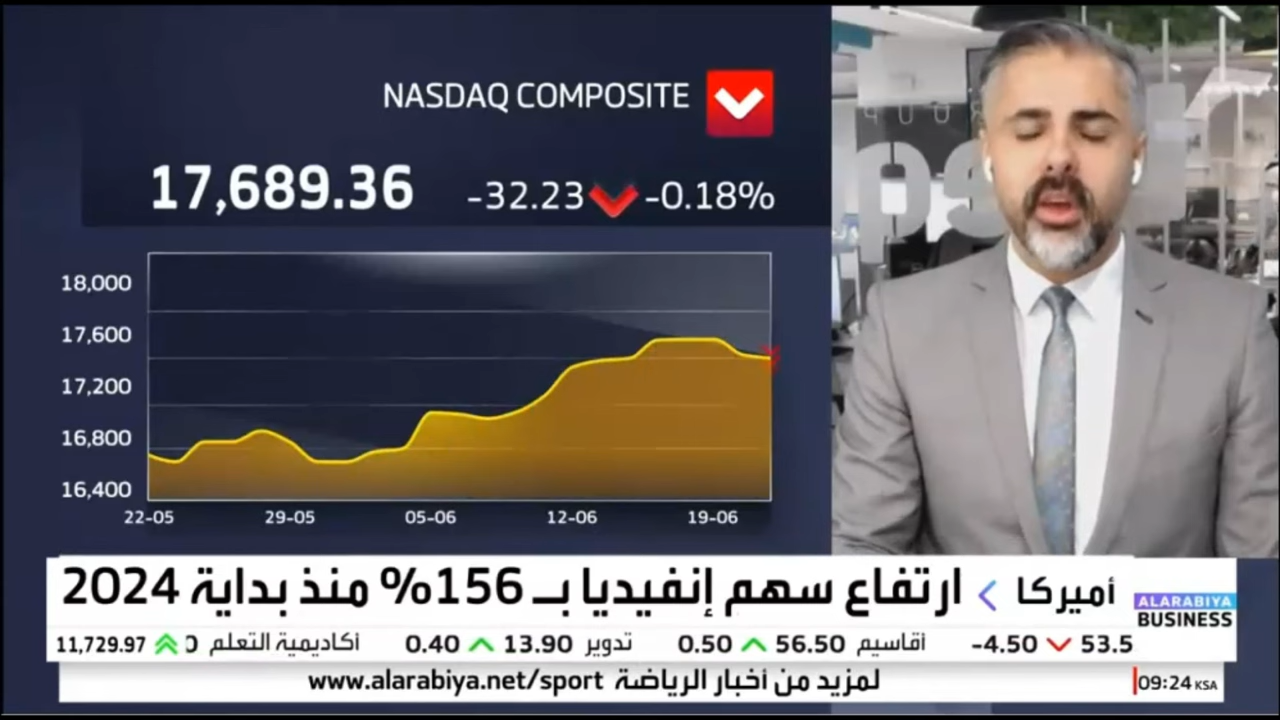 NASDAQ COMPOSITE
17,689.36 -32.23 -0.18%
18,000
17,600
17,200
16,800
16,400
22-05 29-05 05-06 12-06 19-06
أميركا > ارتفاع سهم إنفيديا بـ 156% منذ بداية 2024
ALARABIYA
BUSINESS
53.5 -4.50 أقاسيم 56.50 0.50 تدوير 13.90 0.40 أكاديمية التعلم 11,729.97
لمزيد من أخبار الرياضة www.alarabiya.net/sport
09:24 KSA